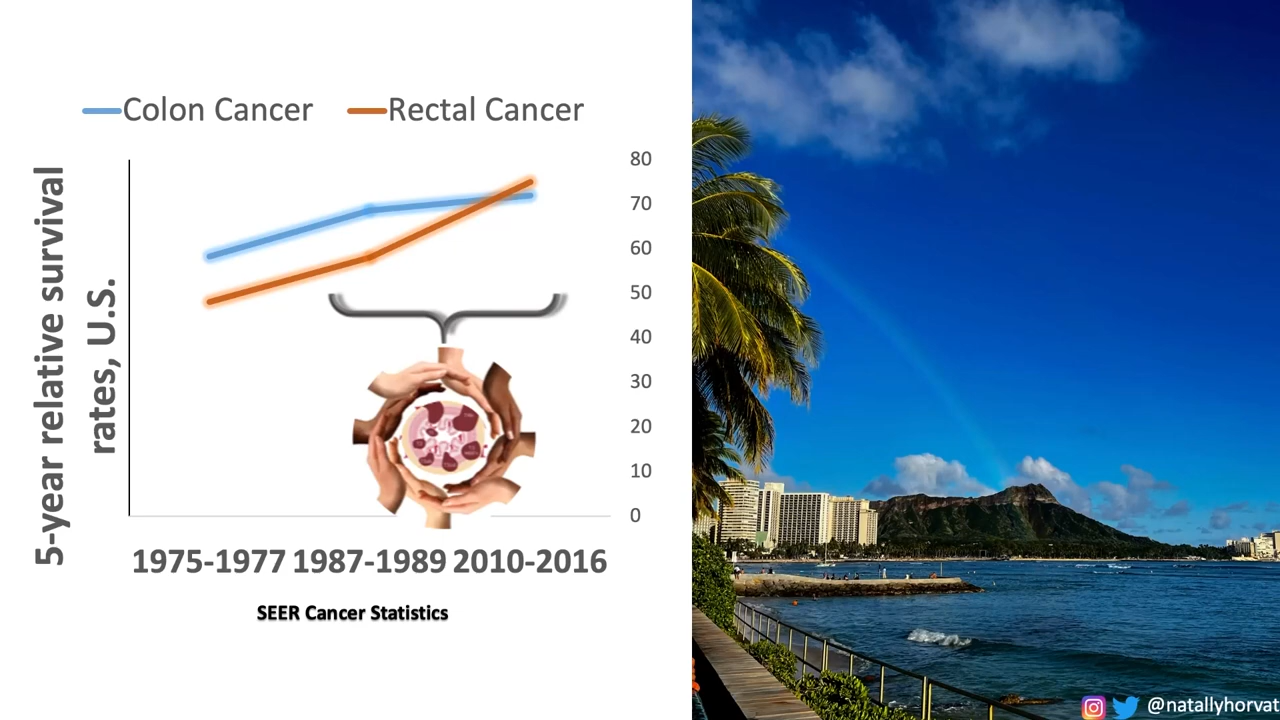 Colon Cancer
Rectal Cancer
5-year relative survival
rates, U.S.
80
70
60
50
40
30
20
10
0
1975-1977 1987-1989 2010-2016
SEER Cancer Statistics
@natallyhorvat